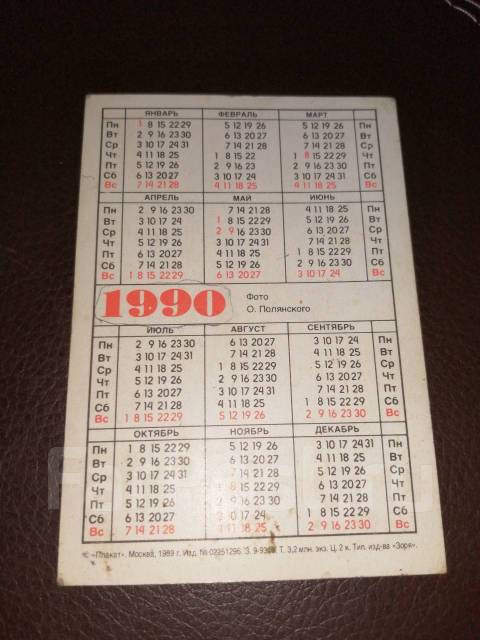 ЯНВАРЬ ФЕВРАЛЬ МАРТ
Пн 1 8 15 22 29 5 12 19 26 5 12 19 26 Пн
Вт 2 9 16 23 30 6 13 20 27 6 13 20 27 Вт
Ср 3 10 17 24 31 7 14 21 28 7 14 21 28 Ср
Чт 4 11 18 25 1 8 15 22 1 8 15 22 29 Чт
Пт 5 12 19 26 2 9 16 23 2 9 16 23 30 Пт
Сб 6 13 20 27 3 10 17 24 3 10 17 24 31 Сб
Вс 7 14 21 28 4 11 18 25 4 11 18 25 Вс
АПРЕЛЬ МАЙ ИЮНЬ
Пн 2 9 16 23 30 7 14 21 28 4 11 18 25 Пн
Вт 3 10 17 24 1 8 15 22 29 5 12 19 26 Вт
Ср 4 11 18 25 2 9 16 23 30 6 13 20 27 Ср
Чт 5 12 19 26 3 10 17 24 31 7 14 21 28 Чт
Пт 6 13 20 27 4 11 18 25 1 8 15 22 29 Пт
Сб 7 14 21 28 5 12 19 26 2 9 16 23 30 Сб
Вс 1 8 15 22 29 6 13 20 27 3 10 17 24 Вс
1990
Фото
О. Полянского
ИЮЛЬ АВГУСТ СЕНТЯБРЬ
Пн 2 9 16 23 30 6 13 20 27 3 10 17 24 Пн
Вт 3 10 17 24 31 7 14 21 28 4 11 18 25 Вт
Ср 4 11 18 25 1 8 15 22 29 5 12 19 26 Ср
Чт 5 12 19 26 2 9 16 23 30 6 13 20 27 Чт
Пт 6 13 20 27 3 10 17 24 31 7 14 21 28 Пт
Сб 7 14 21 28 4 11 18 25 1 8 15 22 29 Сб
Вс 1 8 15 22 29 5 12 19 26 2 9 16 23 30 Вс
ОКТЯБРЬ НОЯБРЬ ДЕКАБРЬ
Пн 1 8 15 22 29 5 12 19 26 3 10 17 24 31 Пн
Вт 2 9 16 23 30 6 13 20 27 4 11 18 25 Вт
Ср 3 10 17 24 31 7 14 21 28 5 12 19 26 Ср
Чт 4 11 18 25 1 8 15 22 29 6 13 20 27 Чт
Пт 5 12 19 26 2 9 16 23 30 7 14 21 28 Пт
Сб 6 13 20 27 3 10 17 24 1 8 15 22 29 Сб
Вс 7 14 21 28 4 11 18 25 2 9 16 23 30 Вс
© «Плакат». Москва, 1989 г. Изд. № 02251296. Т. 3,2 млн. экз. Ц. 2 к. Тип. изд-ва «Зоря».